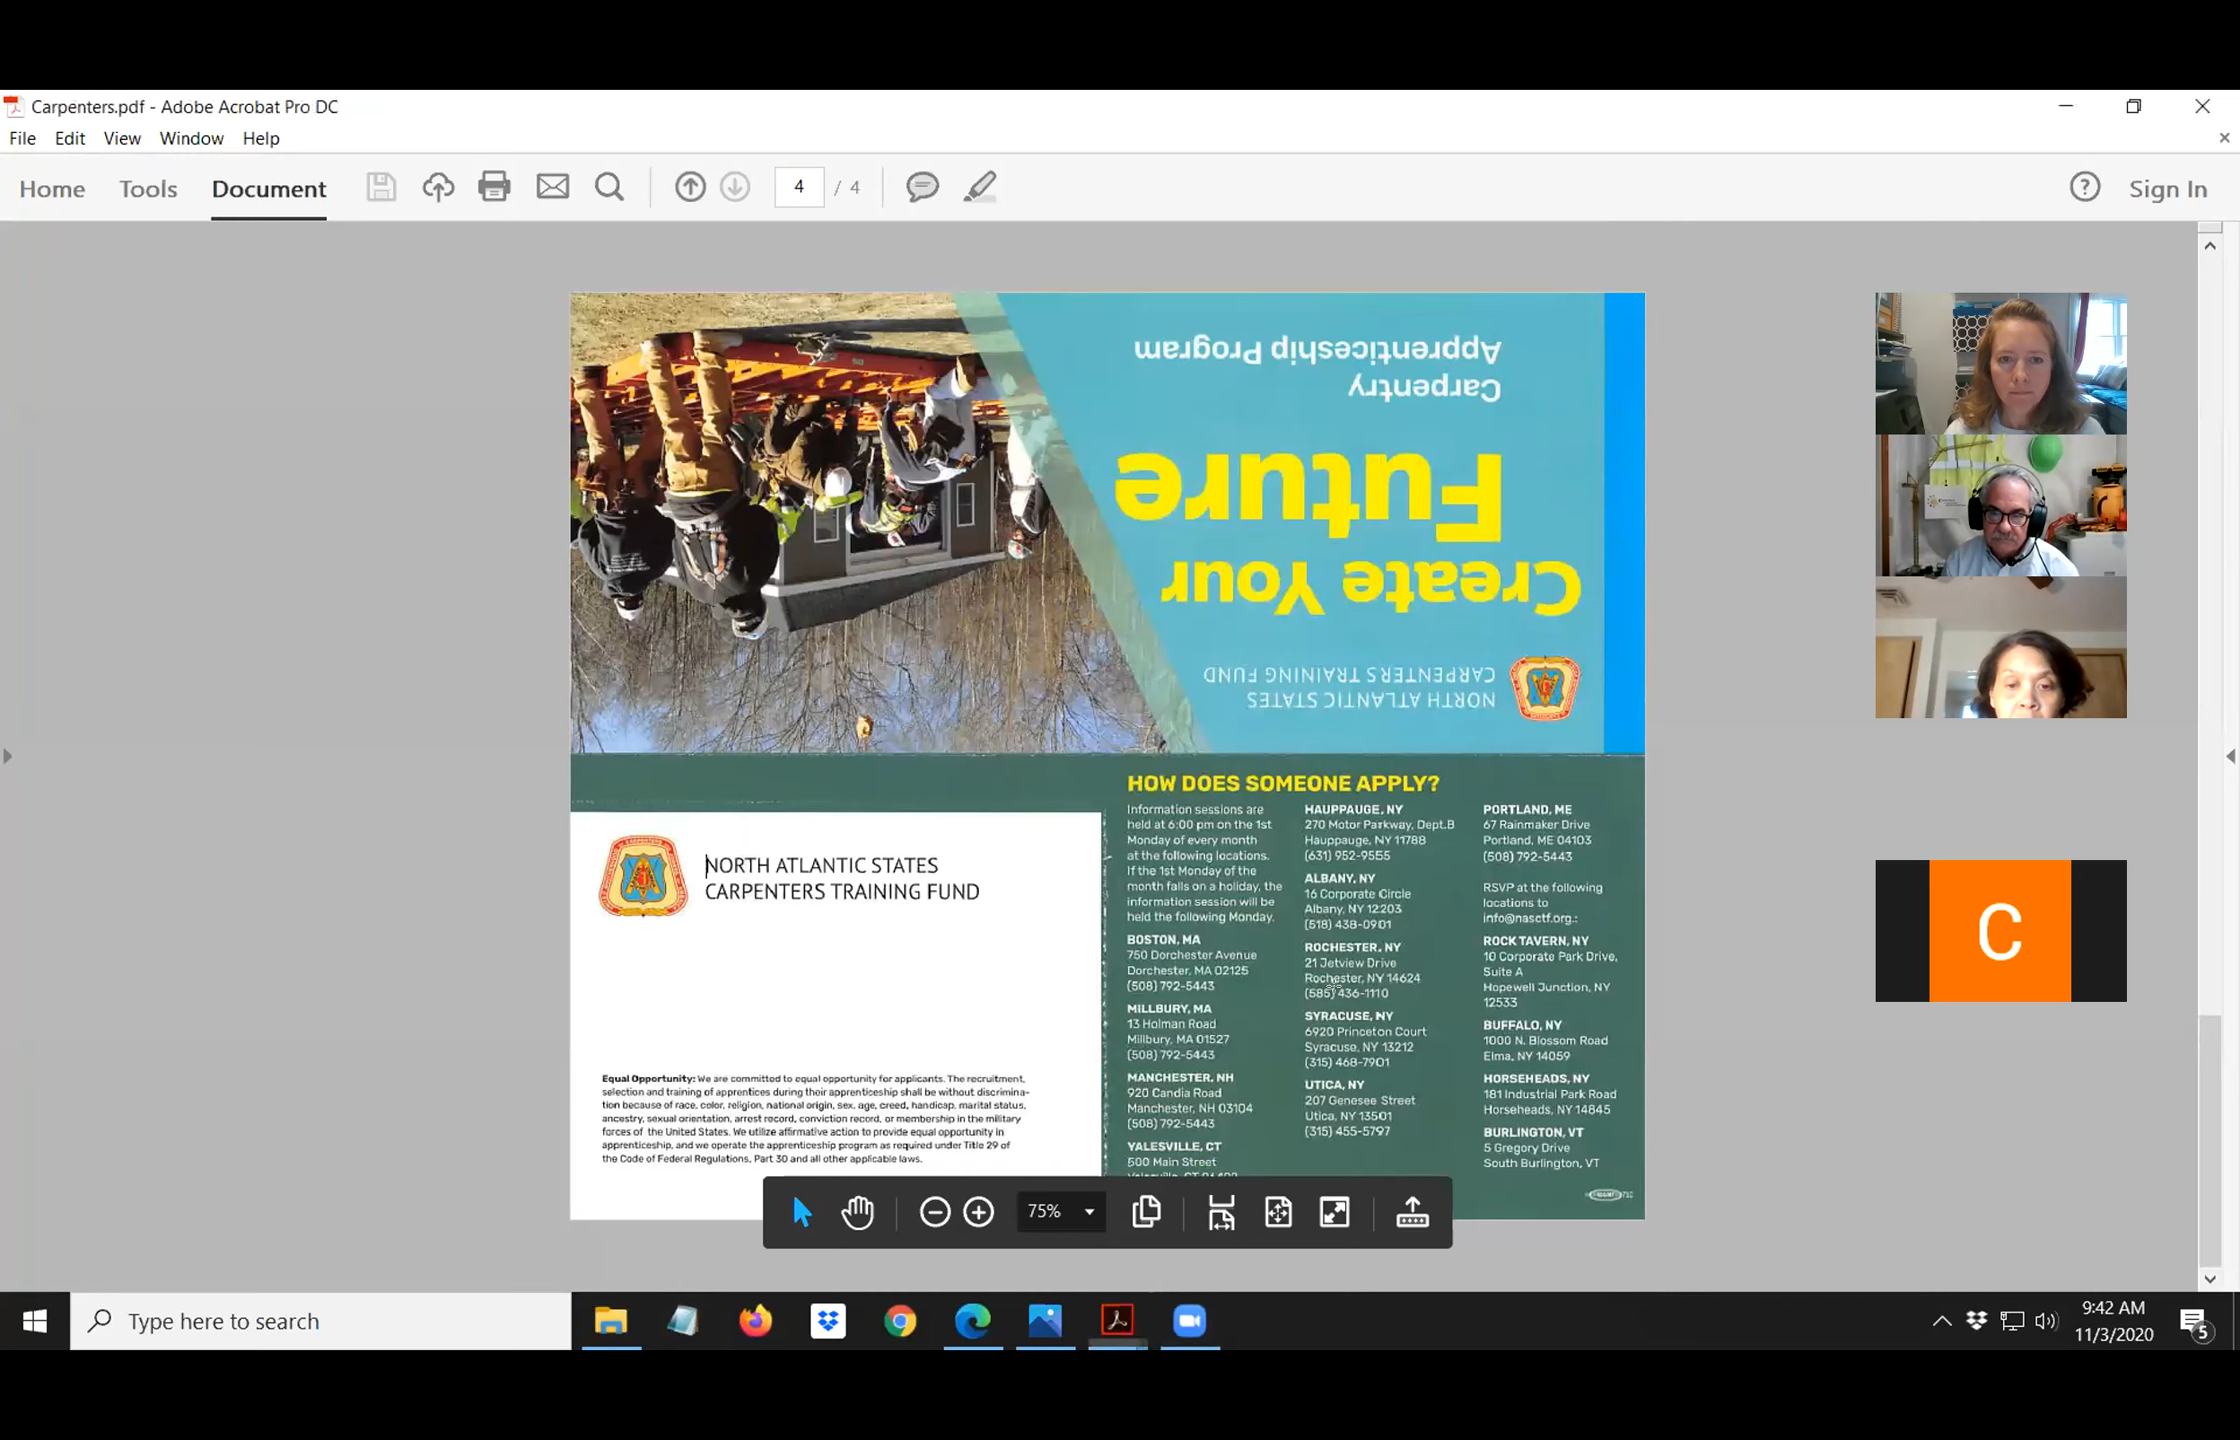 Carpenters.pdf - Adobe Acrobat Pro DC
File Edit View Window Help
Home Tools Document 4 / 4 Sign In
Carpentry
Apprenticeship Program
Create Your
Future
NORTH ATLANTIC STATES
CARPENTERS TRAINING FUND
NORTH ATLANTIC STATES
CARPENTERS TRAINING FUND
Equal Opportunity: We are committed to equal opportunity for applicants. The recruitment,
selection and training of apprentices during their apprenticeship shall be without discrimina-
tion because of race, color, religion, national origin, sex, age, creed, handicap, marital status,
ancestry, sexual orientation, arrest record, conviction record, or membership in the military
forces of the United States. We utilize affirmative action to provide equal opportunity in
apprenticeship, and we operate the apprenticeship program as required under Title 29 of
the Code of Federal Regulations, Part 30 and all other applicable laws.
HOW DOES SOMEONE APPLY?
Information sessions are
held at 6:00 pm on the 1st
Monday of every month
at the following locations.
If the 1st Monday of the
month falls on a holiday, the
information session will be
held the following Monday.
BOSTON, MA
750 Dorchester Avenue
Dorchester, MA 02125
(508) 792-5443
MILLBURY, MA
13 Holman Road
Millbury, MA 01527
(508) 792-5443
MANCHESTER, NH
920 Candia Road
Manchester, NH 03104
(508) 792-5443
YALESVILLE, CT
500 Main Street
HAUPPAUGE, NY
270 Motor Parkway, Dept.B
Hauppauge, NY 11788
(631) 952-9555
ALBANY, NY
16 Corporate Circle
Albany, NY 12203
(518) 438-0901
ROCHESTER, NY
21 Jetview Drive
Rochester, NY 14624
(585) 436-1110
SYRACUSE, NY
6920 Princeton Court
Syracuse, NY 13212
(315) 468-7901
UTICA, NY
207 Genesee Street
Utica, NY 13501
(315) 455-5797
PORTLAND, ME
67 Rainmaker Drive
Portland, ME 04103
(508) 792-5443
RSVP at the following
locations to
info@nasctf.org.:
ROCK TAVERN, NY
10 Corporate Park Drive,
Suite A
Hopewell Junction, NY
12533
BUFFALO, NY
1000 N. Blossom Road
Elma, NY 14059
HORSEHEADS, NY
181 Industrial Park Road
Horseheads, NY 14845
BURLINGTON, VT
5 Gregory Drive
South Burlington, VT
C
75%
Type here to search
9:42 AM
11/3/2020
5